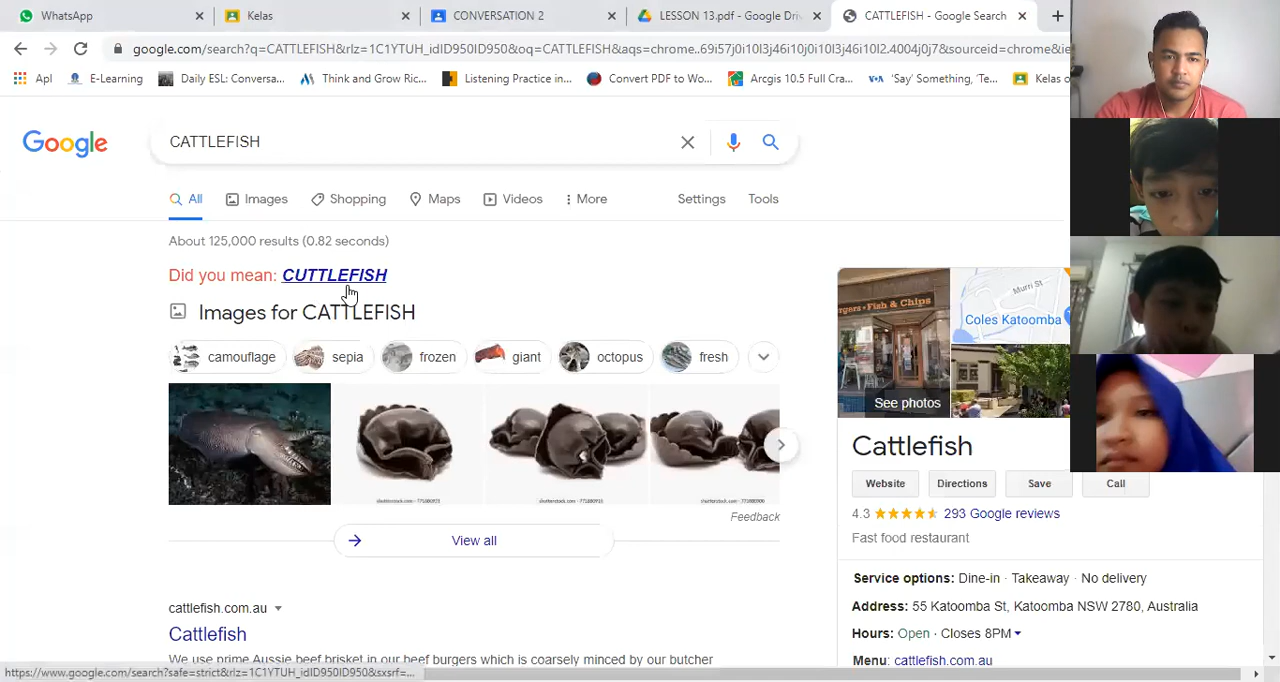 WhatsApp
Kelas
CONVERSATION 2
LESSON 13.pdf - Google Dri
CATTLEFISH - Google Search
google.com/search?q=CATTLEFISH&rlz=1C1YTUH_idID950ID950&oq=CATTLEFISH&aqs=chrome..69i57j0i10l3j46i10j0i10l3j46i10l2.4004j0j7&sourceid=chrome&ie
Apl
E-Learning
Daily ESL: Conversa...
Think and Grow Ric...
Listening Practice in...
Convert PDF to Wo...
Arcgis 10.5 Full Cra...
'Say' Something, 'Te...
Kelas o
Google
CATTLEFISH
All
Images
Shopping
Maps
Videos
More
Settings
Tools
About 125,000 results (0.82 seconds)
Did you mean: CUTTLEFISH
Images for CATTLEFISH
camouflage
sepia
frozen
giant
octopus
fresh
Feedback
View all
cattlefish.com.au
Cattlefish
We use prime Aussie beef brisket in our beef burgers which is coarsely minced by our butcher
rgers • Fish & Chips
Murri St
Coles Katoomba
See photos
Cattlefish
Website
Directions
Save
Call
4.3
293 Google reviews
Fast food restaurant
Service options: Dine-in · Takeaway · No delivery
Address: 55 Katoomba St, Katoomba NSW 2780, Australia
Hours: Open · Closes 8PM
Menu: cattlefish.com.au
https://www.google.com/search?safe=strict&rlz=1C1YTUH_idID950ID950&sxsrf=...